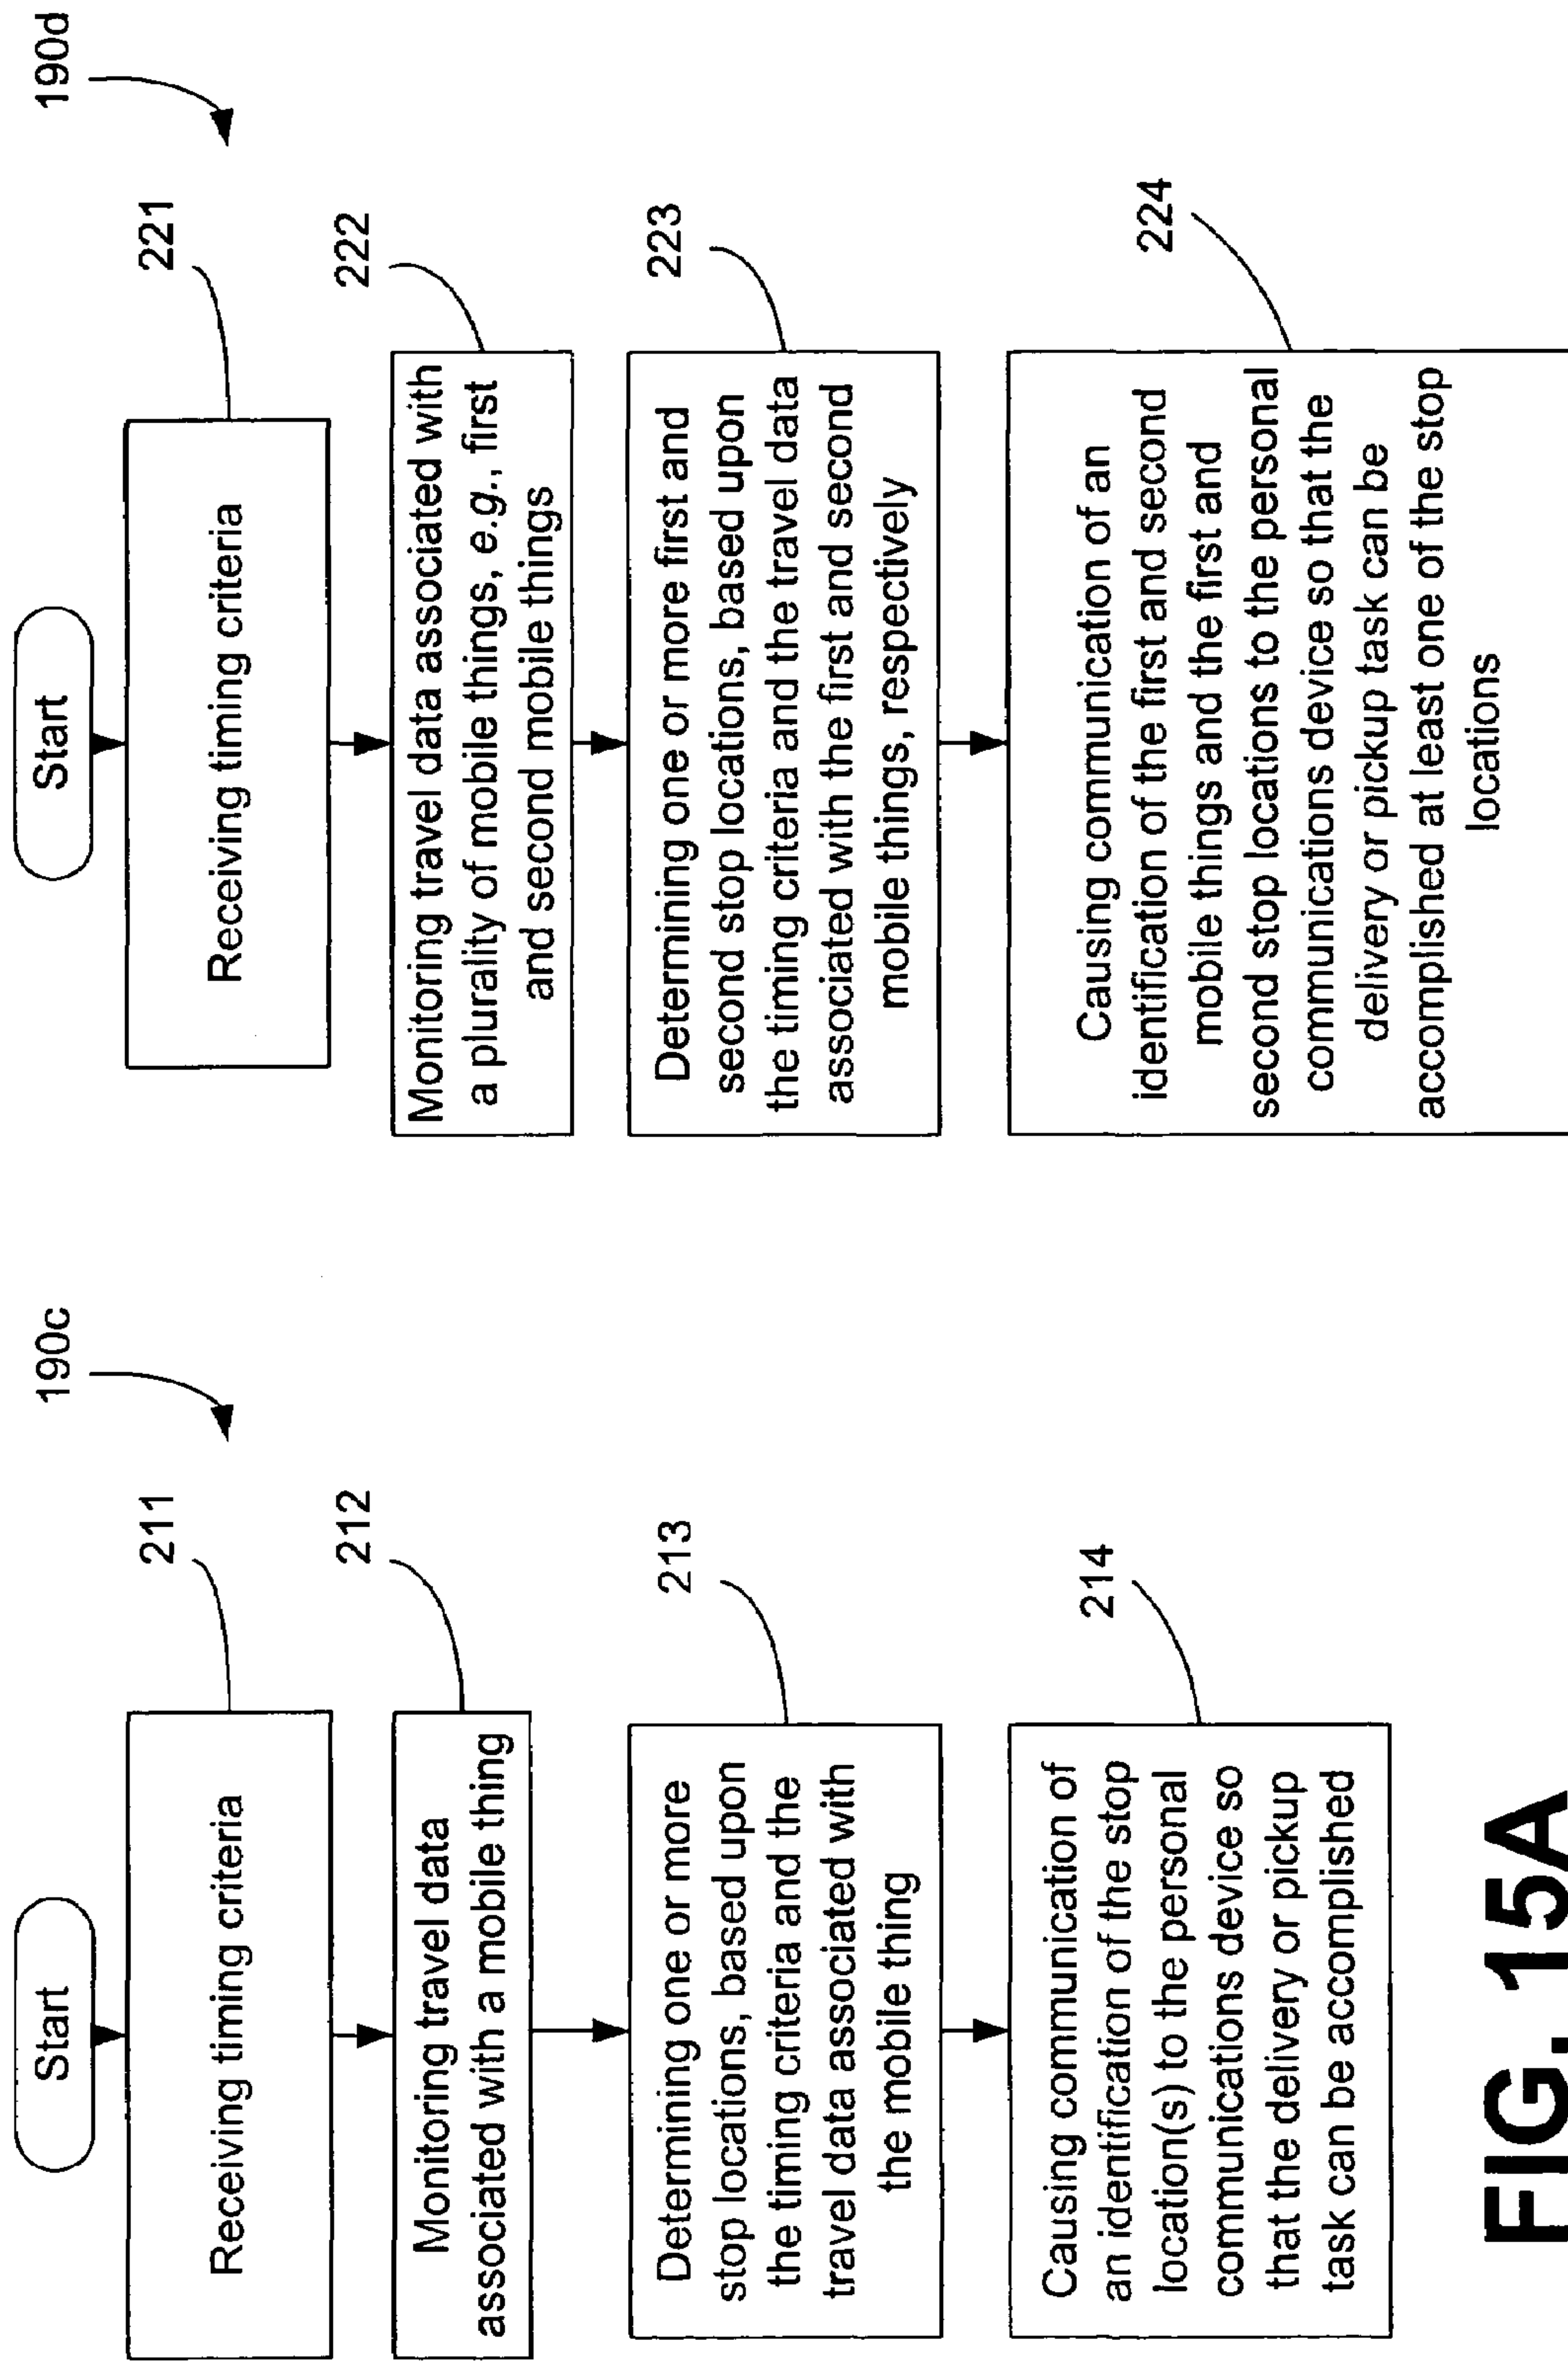 190c
Start
211
Receiving timing criteria
212
Monitoring travel data
associated with a mobile thing
213
Determining one or more
stop locations, based upon
the timing criteria and the
travel data associated with
the mobile thing
214
Causing communication of
an identification of the stop
location(s) to the personal
communications device so
that the delivery or pickup
task can be accomplished
FIG. 15A
190d
Start
221
Receiving timing criteria
222
Monitoring travel data associated with
a plurality of mobile things, e.g., first
and second mobile things
223
Determining one or more first and
second stop locations, based upon
the timing criteria and the travel data
associated with the first and second
mobile things, respectively
224
Causing communication of an
identification of the first and second
mobile things and the first and
second stop locations to the personal
communications device so that the
delivery or pickup task can be
accomplished at least one of the stop
locations